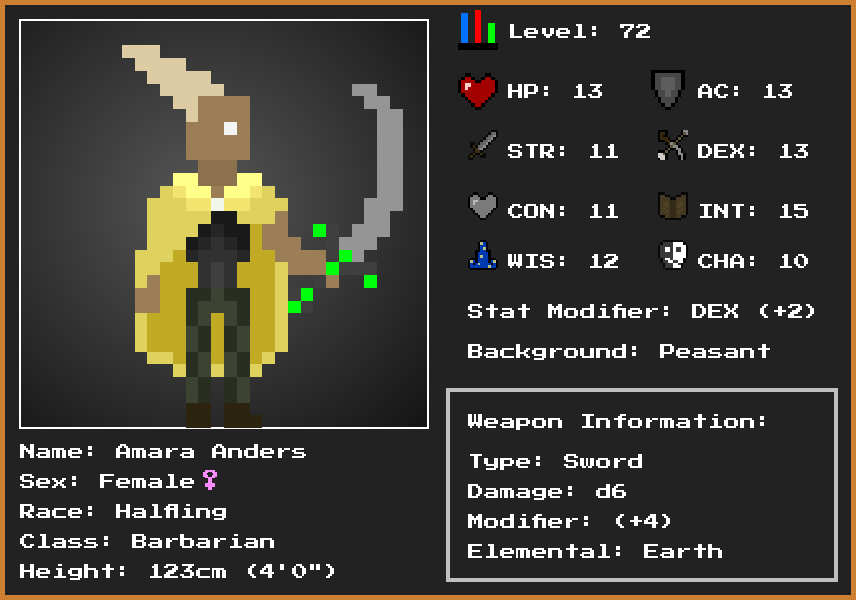 Level: 72
HP: 13
AC: 13
STR: 11
DEX: 13
CON: 11
INT: 15
WIS: 12
CHA: 10
Stat Modifier: DEX (+2)
Background: Peasant
Weapon Information:
Type: Sword
Damage: d6
Modifier: (+4)
Elemental: Earth
Name: Amara Anders
Sex: Female♀
Race: Halfling
Class: Barbarian
Height: 123cm (4'0")